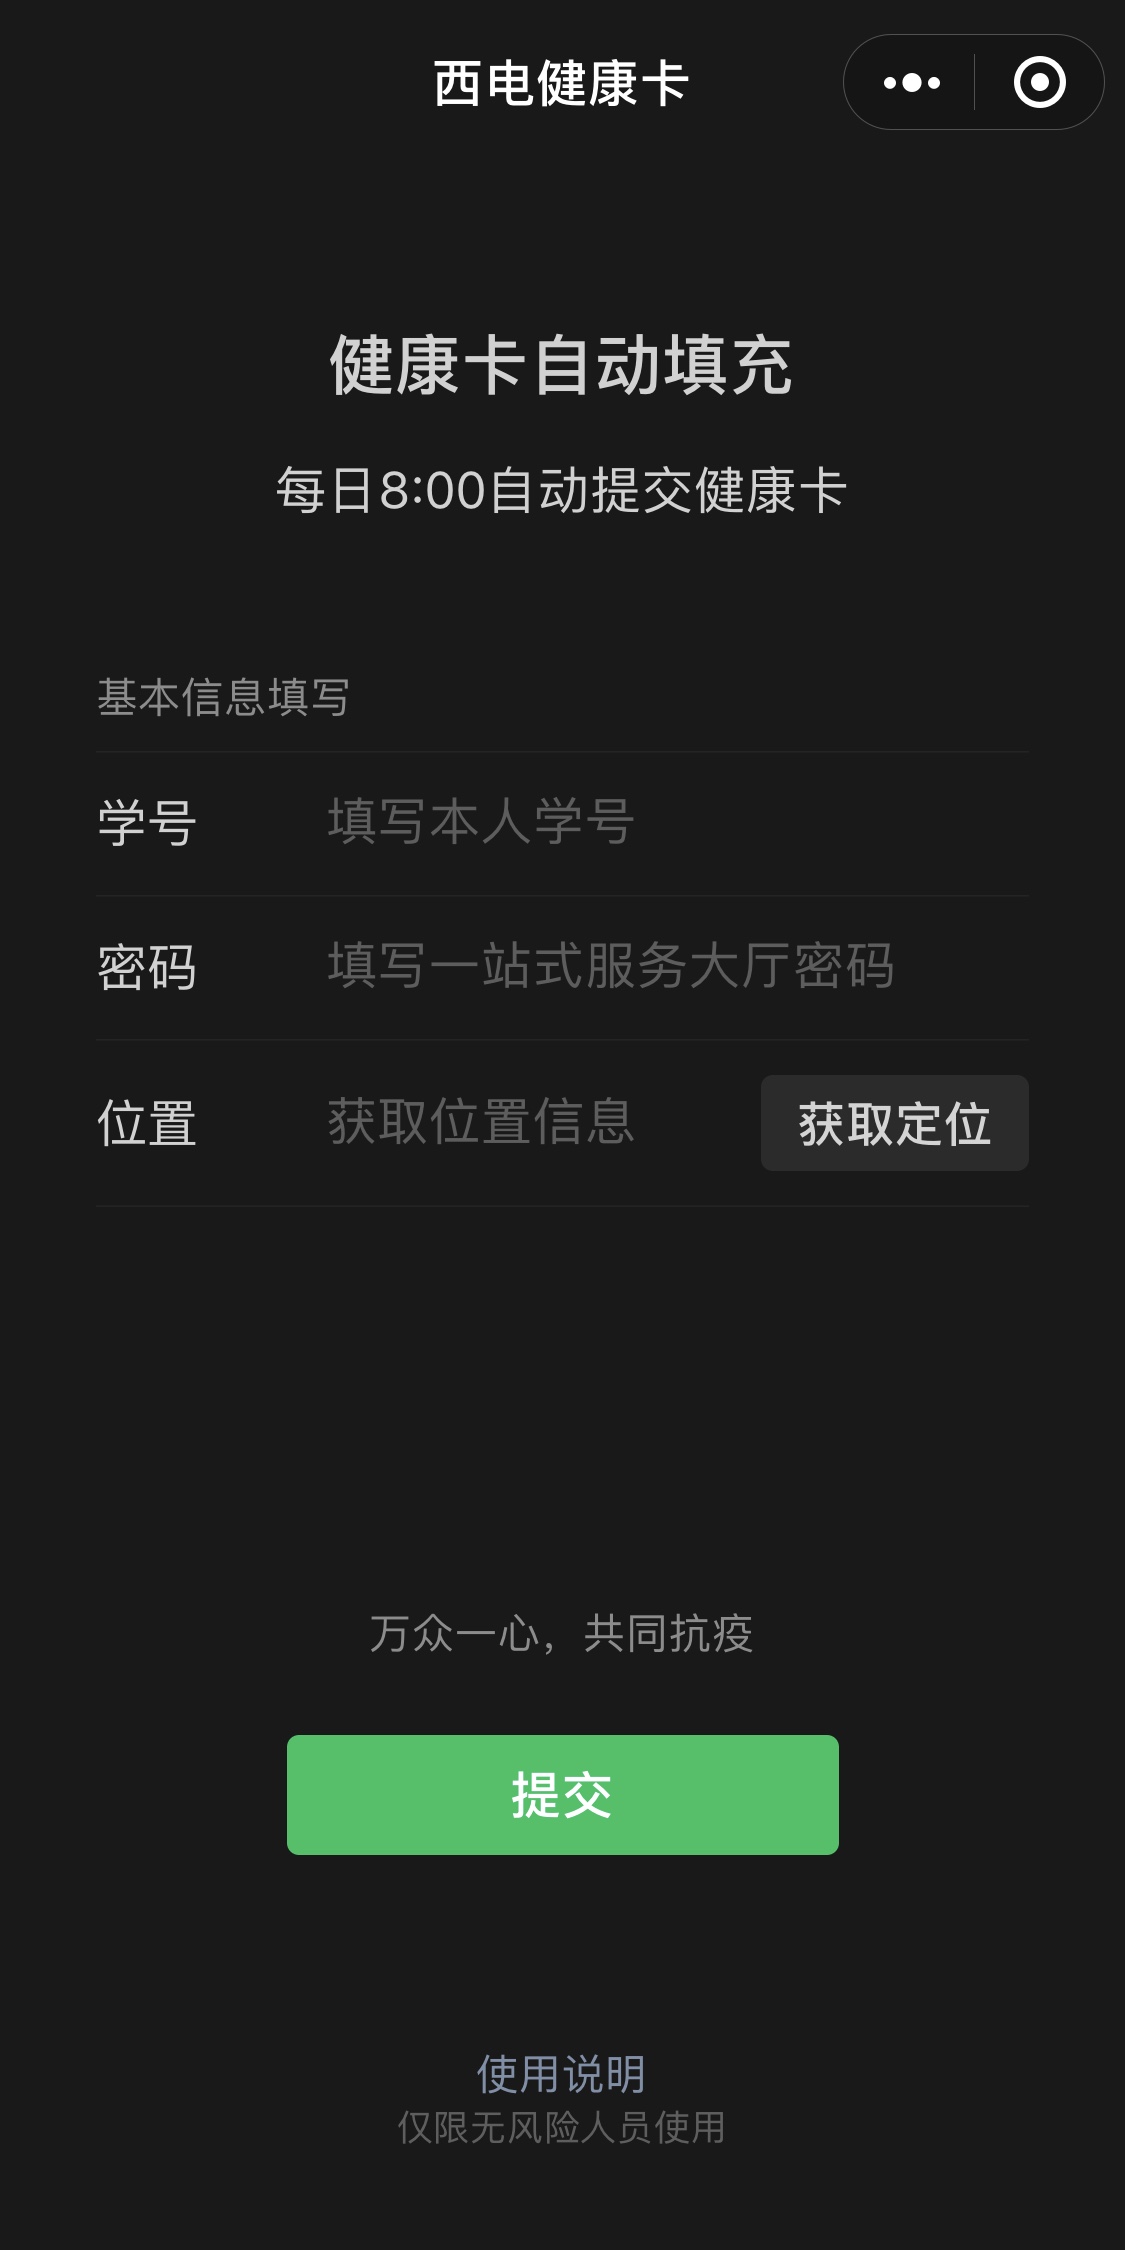 西电健康卡
健康卡自动填充
每日8:00自动提交健康卡
基本信息填写
学号 填写本人学号
密码 填写一站式服务大厅密码
位置 获取位置信息 获取定位
万众一心，共同抗疫
提交
使用说明
仅限无风险人员使用